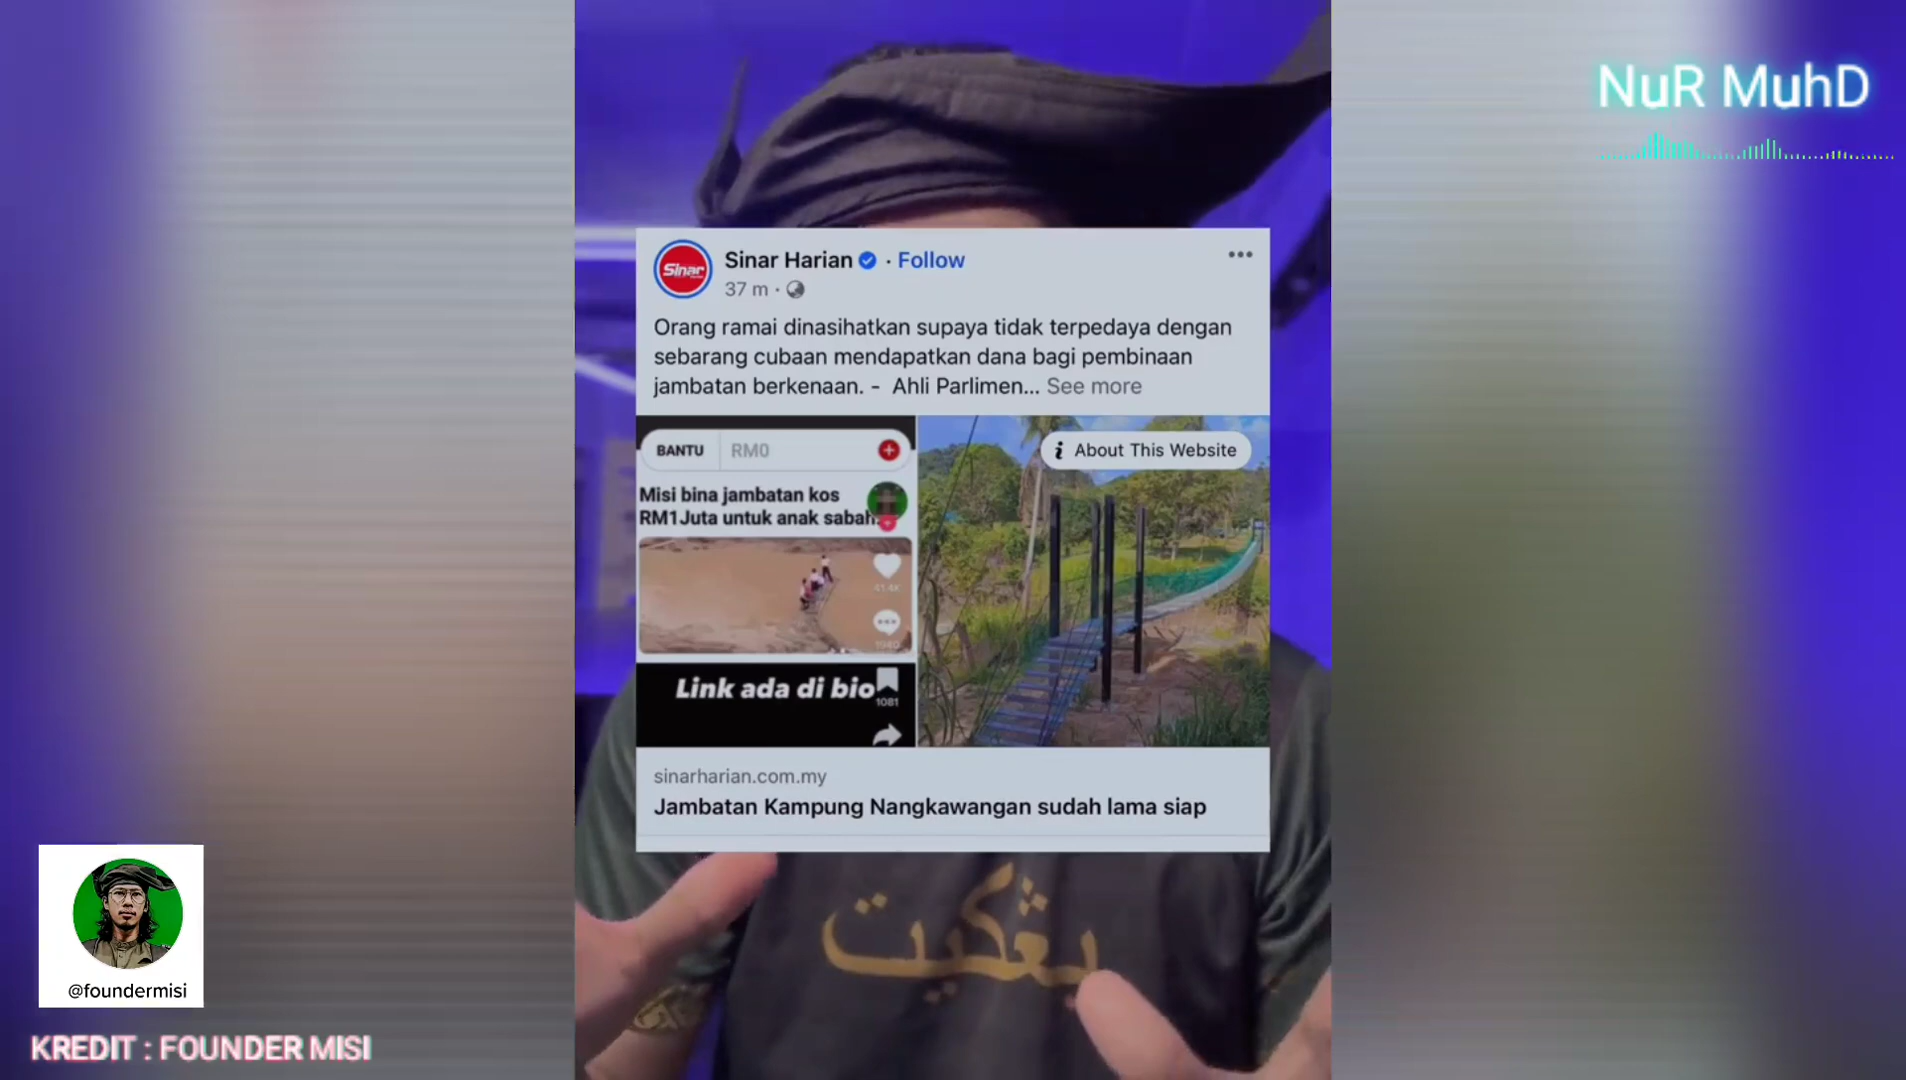 NuR MuhD
Sinar Harian · Follow
Sinar
37 m ·
Orang ramai dinasihatkan supaya tidak terpedaya dengan
sebarang cubaan mendapatkan dana bagi pembinaan
jambatan berkenaan. - Ahli Parlimen... See more
BANTU RM0
About This Website
Misi bina jambatan kos
RM1Juta untuk anak sabah.
Link ada di bio
1081
sinarharian.com.my
Jambatan Kampung Nangkawangan sudah lama siap
بڠكيت
@foundermisi
KREDIT : FOUNDER MISI